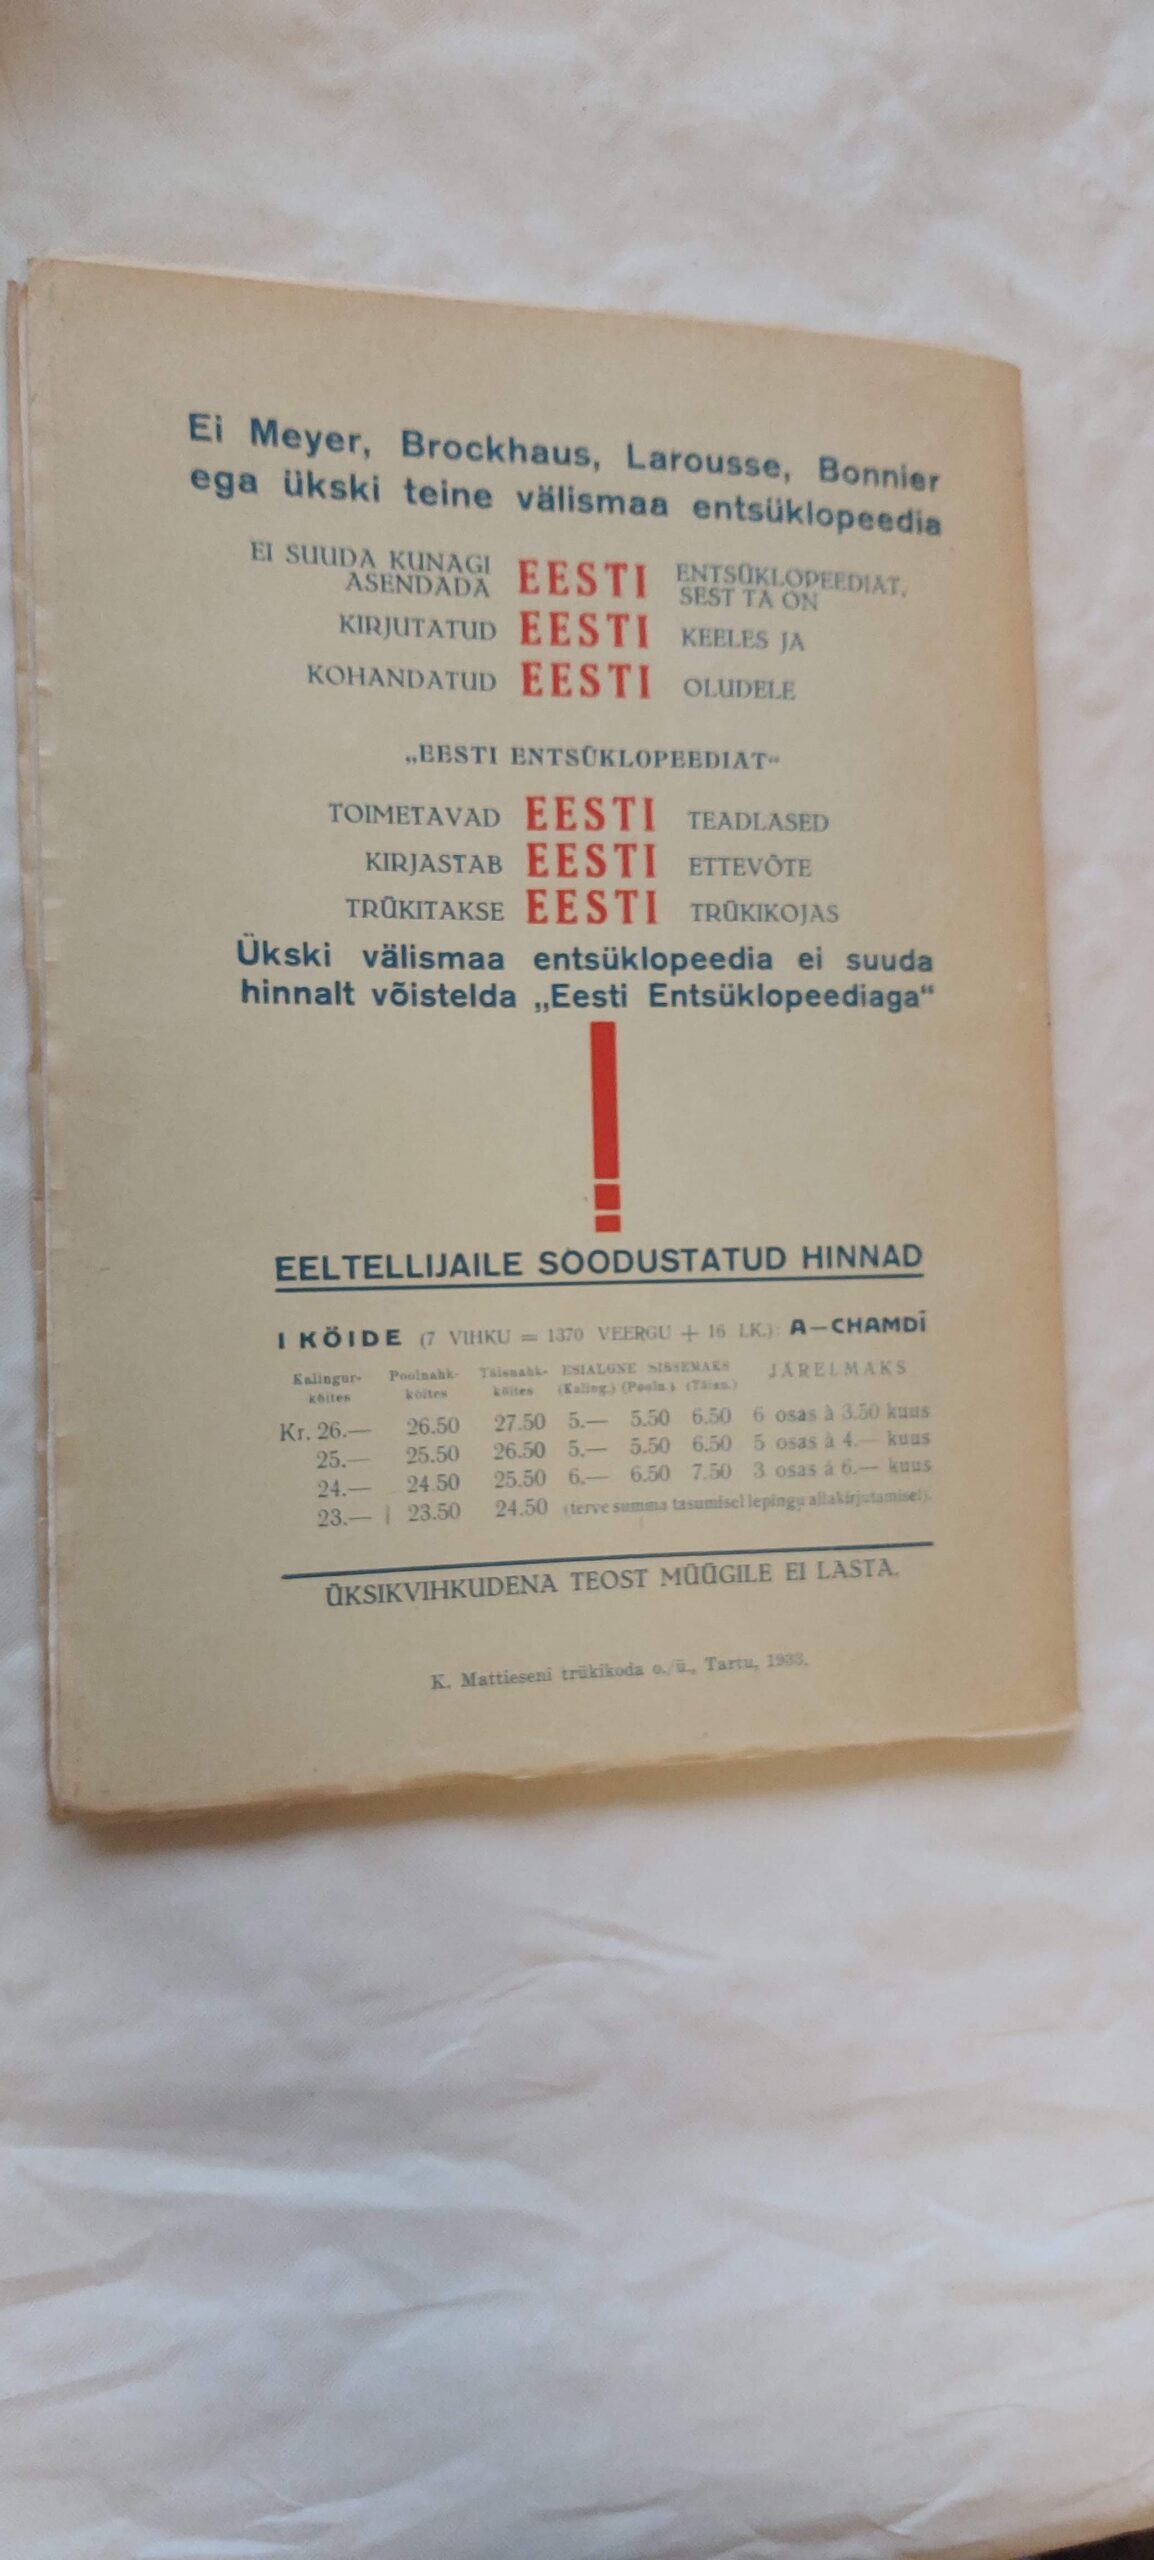 Ei Meyer, Brockhaus, Larousse, Bonnier
ega ükski teine välismaa entsüklopeedia
EI SUUDA KUNAGI ASENDADA EESTI ENTSÜKLOPEEDIAT, SEST TA ON
KIRJUTATUD EESTI KEELES JA
KOHANDATUD EESTI OLUDELE
„EESTI ENTSÜKLOPEEDIAT“
TOIMETAVAD EESTI TEADLASED
KIRJASTAB EESTI ETTEVÕTE
TRÜKITAKSE EESTI TRÜKIKOJAS
Ükski välismaa entsüklopeedia ei suuda
hinnalt võistelda „Eesti Entsüklopeediaga“
!
EELTELLIJAILE SOODUSTATUD HINNAD
I KÖIDE (7 VIHKU = 1370 VEERGU + 16 LK.): A—CHAMDĪ
Kalingur- Poolnahk- Täisnahk- ESIALGNE SISSEMAKS JÄRELMAKS
köites köites köites (Kaling.) (Pooln.) (Täisn.)
Kr. 26.— 26.50 27.50 5.— 5.50 6.50 6 osas à 3.50 kuus
25.— 25.50 26.50 5.— 5.50 6.50 5 osas à 4.— kuus
24.— 24.50 25.50 6.— 6.50 7.50 3 osas à 6.— kuus
23.— 23.50 24.50 (terve summa tasumisel lepingu allakirjutamisel).
ÜKSIKVIHKUDENA TEOST MÜÜGILE EI LASTA.
K. Mattieseni trükikoda o./ü., Tartu, 1933.